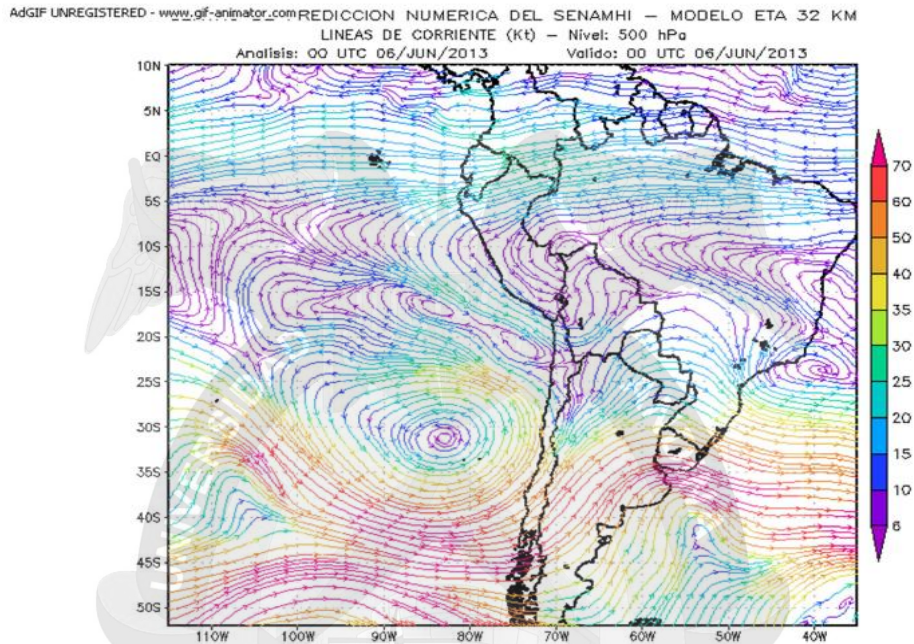 AdGIF UNREGISTERED - www.gif-animator.com PREDICCION NUMERICA DEL SENAMHI – MODELO ETA 32 KM
LINEAS DE CORRIENTE (Kt) – Nivel: 500 hPa
Analisis: 00 UTC 06/JUN/2013 Valido: 00 UTC 06/JUN/2013
10N
5N
EQ
5S
10S
15S
20S
25S
30S
35S
40S
45S
50S
110W 100W 90W 80W 70W 60W 50W 40W
70
60
50
40
35
30
25
20
15
10
6